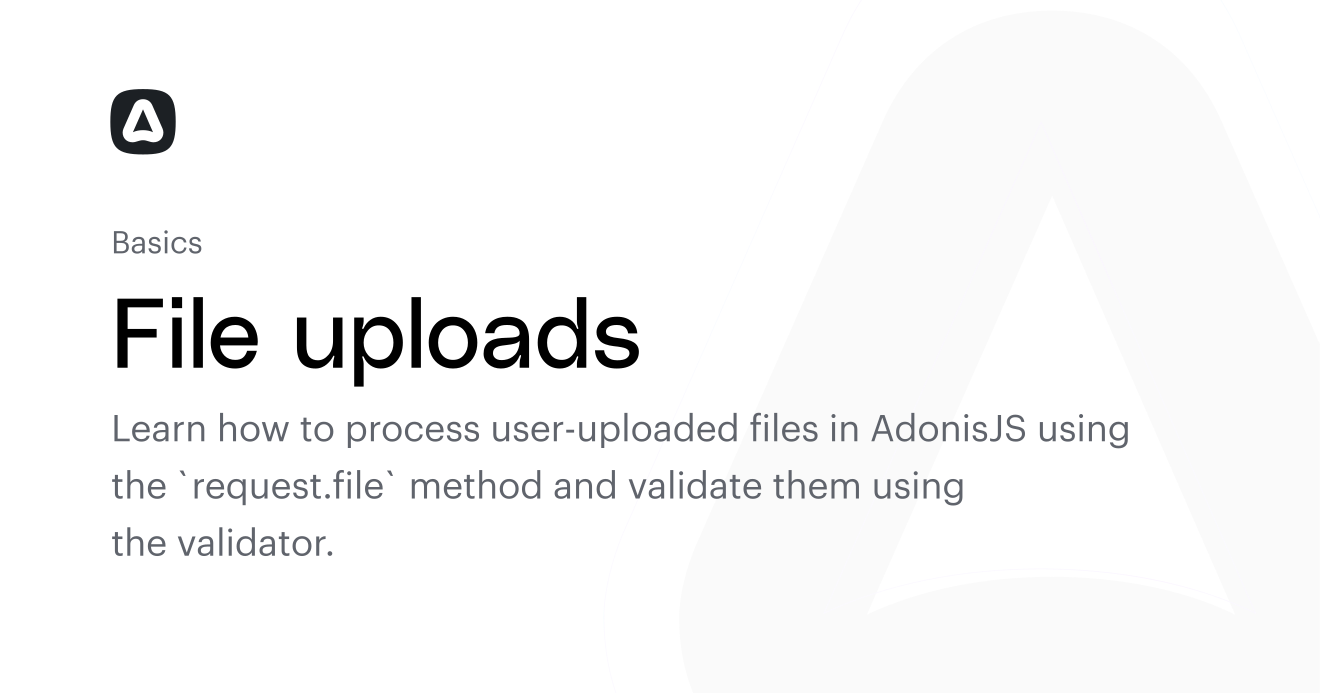 Basics
File uploads
Learn how to process user-uploaded files in AdonisJS using
the `request.file` method and validate them using
the validator.